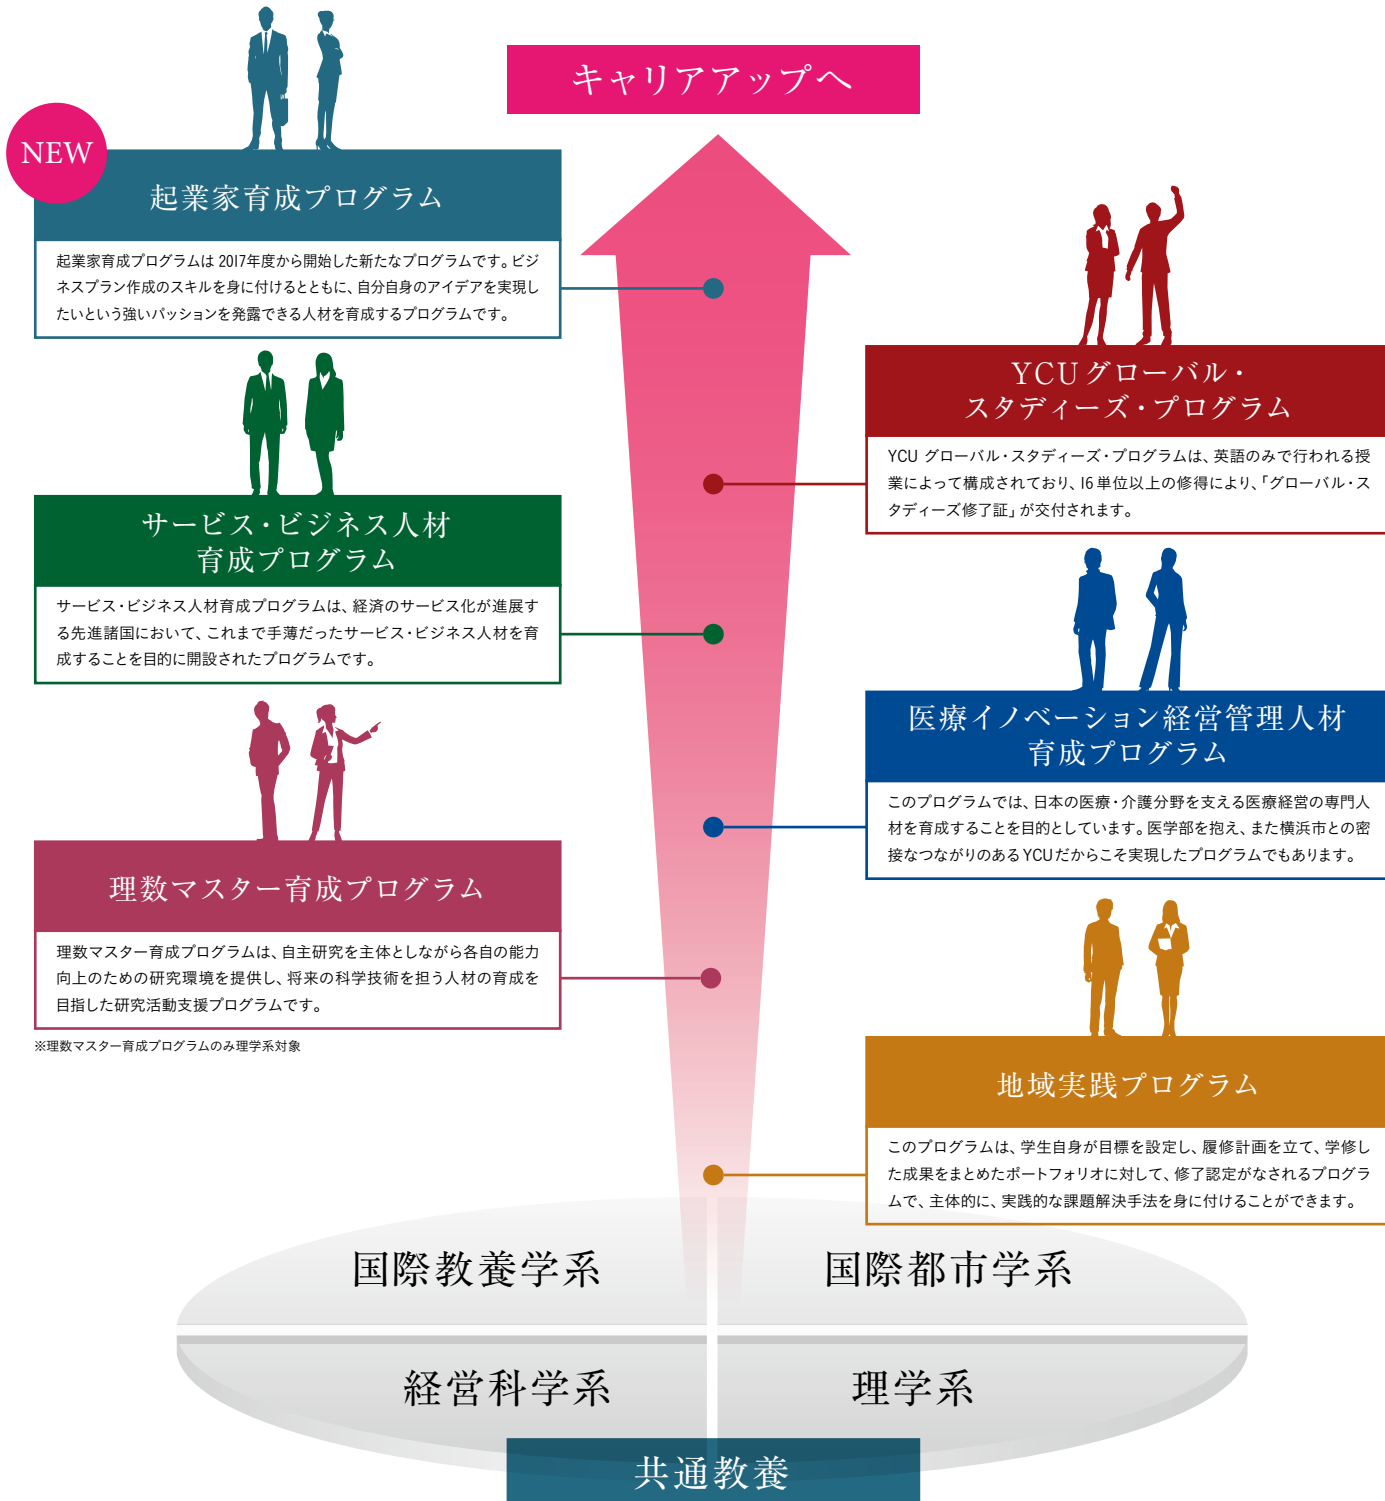 キャリアアップへ
NEW
起業家育成プログラム
起業家育成プログラムは 2017年度から開始した新たなプログラムです。ビジ
ネスプラン作成のスキルを身に付けるとともに、自分自身のアイデアを実現し
たいという強いパッションを発露できる人材を育成するプログラムです。
サービス・ビジネス人材
育成プログラム
サービス・ビジネス人材育成プログラムは、経済のサービス化が進展す
る先進諸国において、これまで手薄だったサービス・ビジネス人材を育
成することを目的に開設されたプログラムです。
理数マスター育成プログラム
理数マスター育成プログラムは、自主研究を主体としながら各自の能力
向上のための研究環境を提供し、将来の科学技術を担う人材の育成を
目指した研究活動支援プログラムです。
※理数マスター育成プログラムのみ理学系対象
YCU グローバル・
スタディーズ・プログラム
YCU グローバル・スタディーズ・プログラムは、英語のみで行われる授
業によって構成されており、16 単位以上の修得により、「グローバル・ス
タディーズ修了証」が交付されます。
医療イノベーション経営管理人材
育成プログラム
このプログラムでは、日本の医療・介護分野を支える医療経営の専門人
材を育成することを目的としています。医学部を抱え、また横浜市との密
接なつながりのあるYCUだからこそ実現したプログラムでもあります。
地域実践プログラム
このプログラムは、学生自身が目標を設定し、履修計画を立て、学修し
た成果をまとめたポートフォリオに対して、修了認定がなされるプログラ
ムで、主体的に、実践的な課題解決手法を身に付けることができます。
国際教養学系
国際都市学系
経営科学系
理学系
共通教養